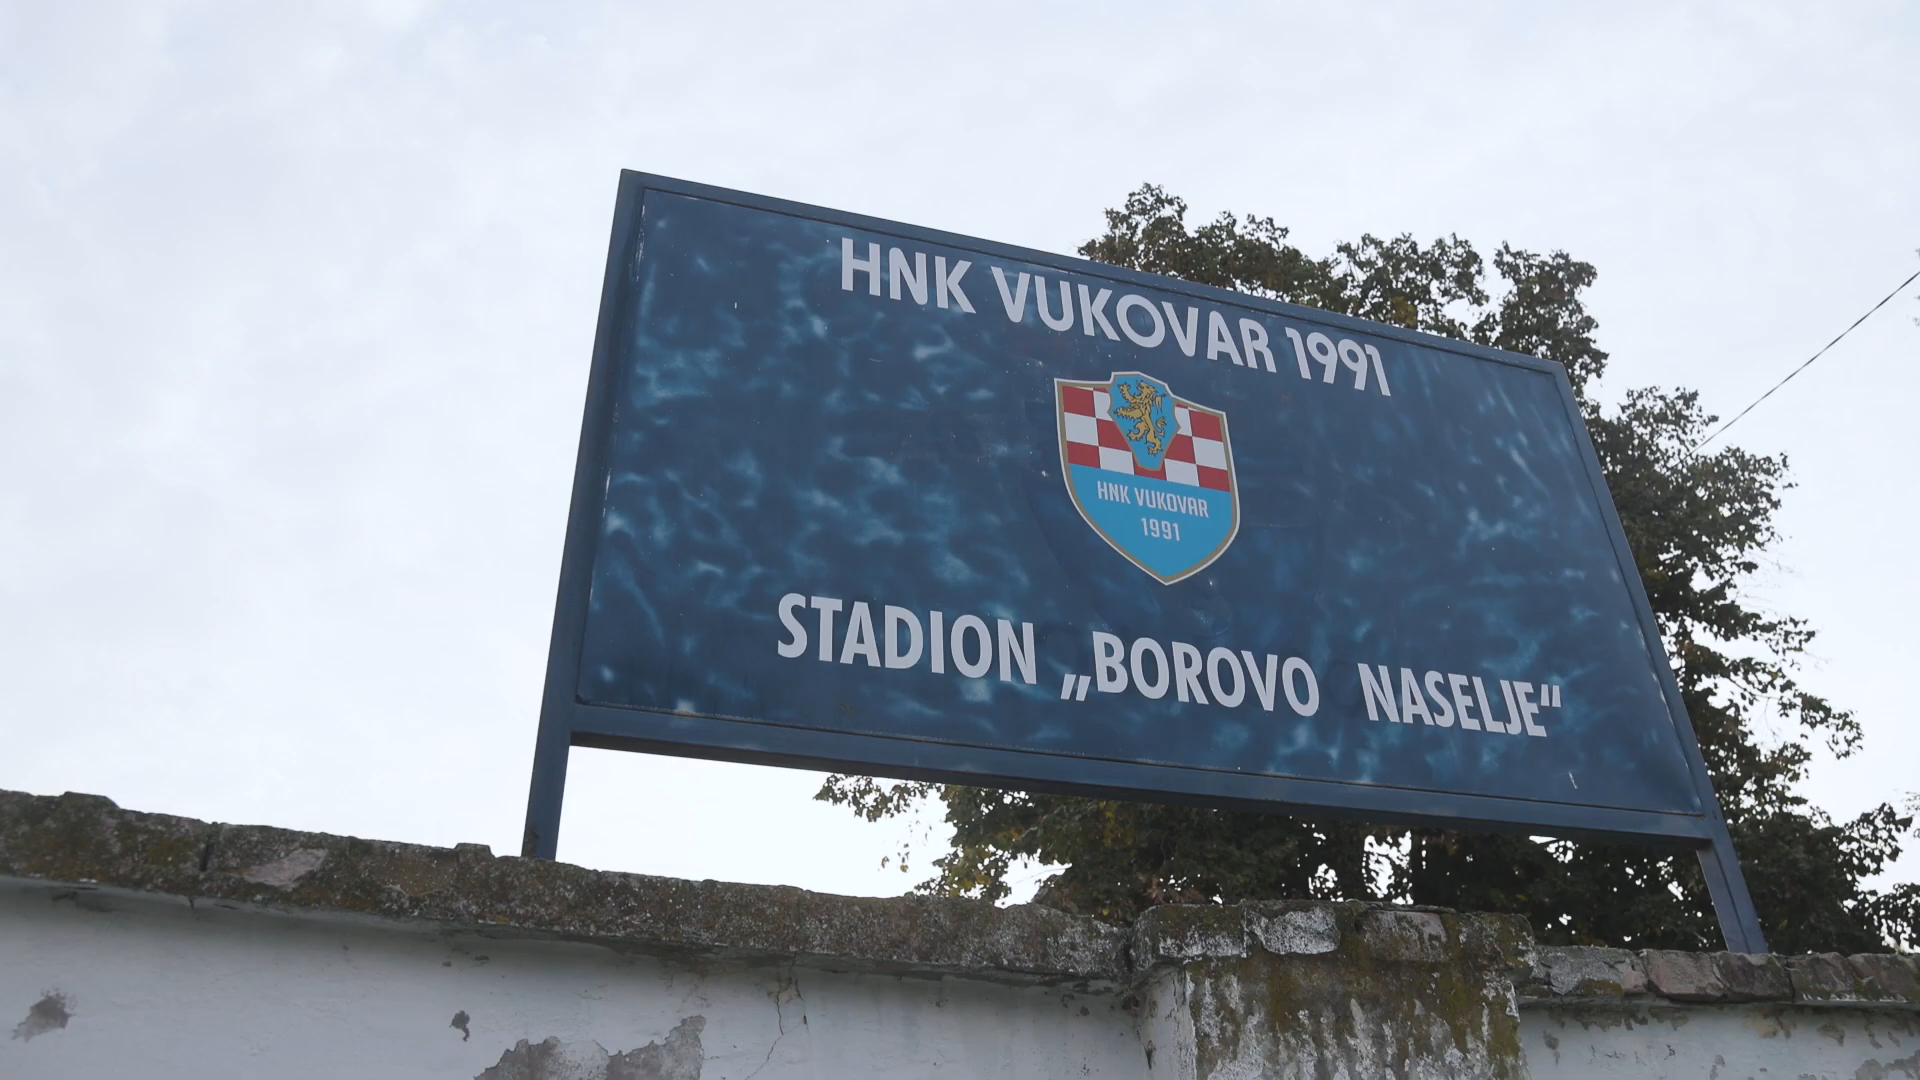 HNK VUKOVAR 1991
HNK VUKOVAR
1991
STADION „BOROVO NASELJE“